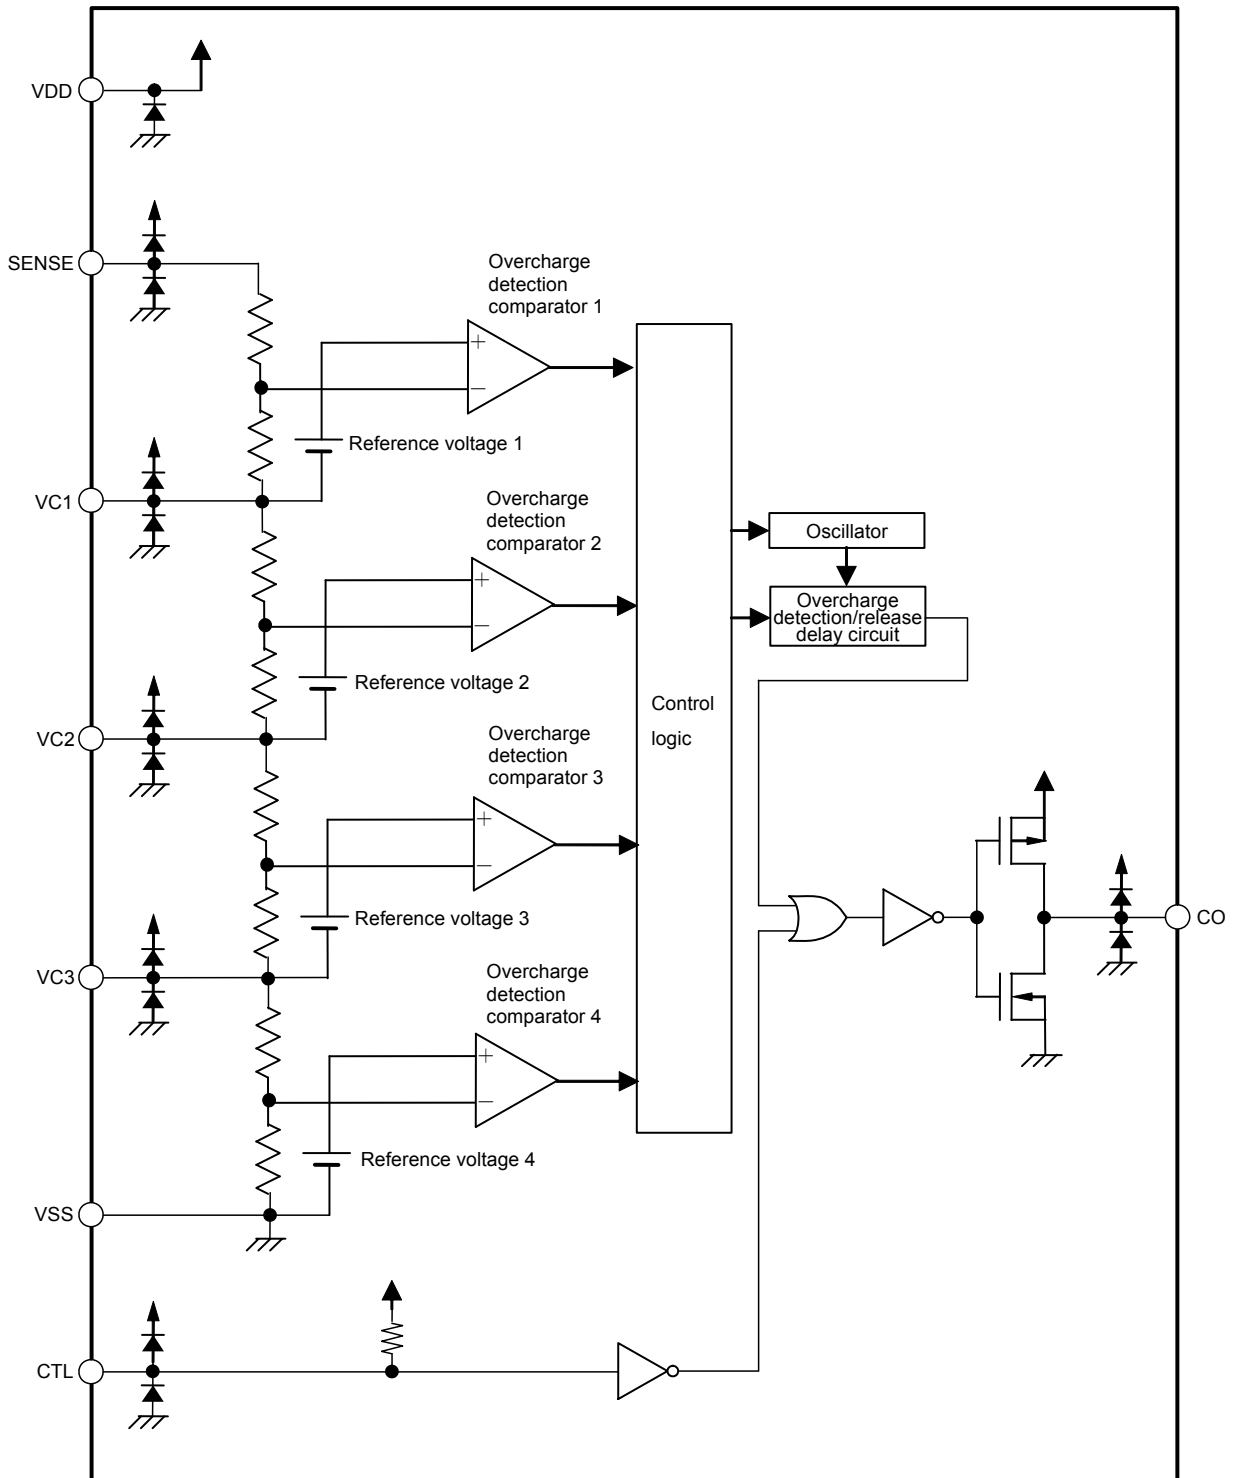 VDD
SENSE
Overcharge
detection
comparator 1
+
−
Reference voltage 1
VC1
Overcharge
detection
comparator 2
+
−
Oscillator
Overcharge
detection/release
delay circuit
Reference voltage 2
Control
logic
VC2
Overcharge
detection
comparator 3
+
−
Reference voltage 3
CO
VC3
Overcharge
detection
comparator 4
+
−
Reference voltage 4
VSS
CTL